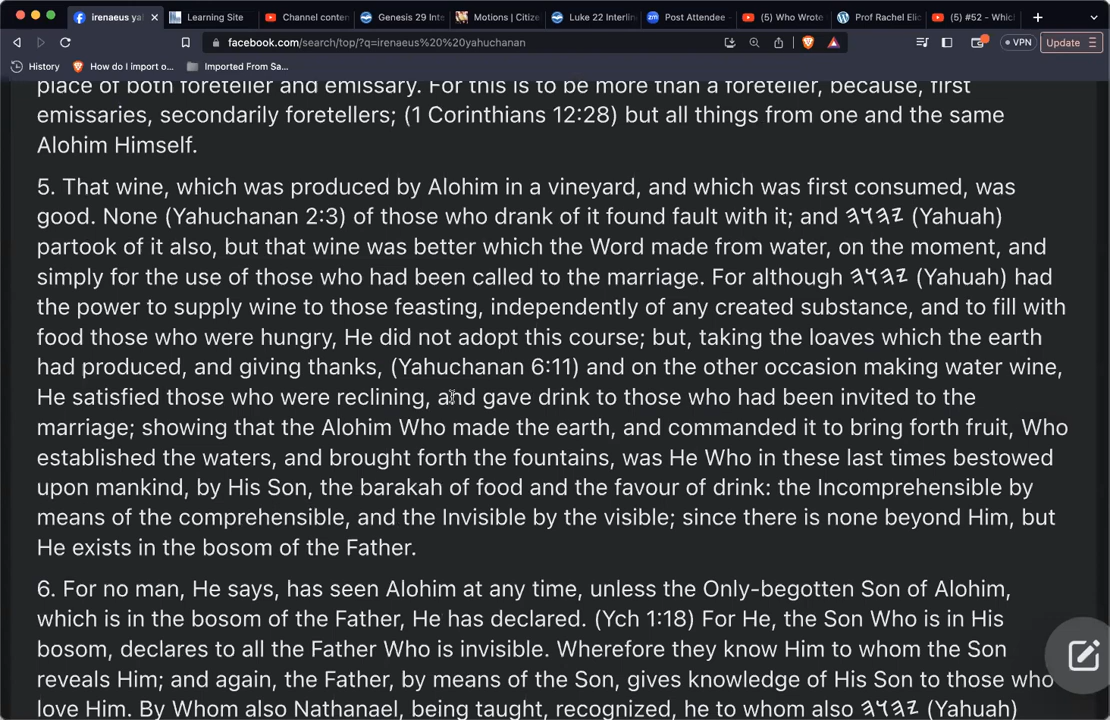 irenaeus yal
Learning Site
Channel conten
Genesis 29 Inte
Motions | Citize
Luke 22 Interlin
Post Attendee -
(5) Who Wrote
Prof Rachel Elic
(5) #52 - Which
facebook.com/search/top/?q=irenaeus%20%20yahuchanan
VPN
Update
History
How do I import o...
Imported From Sa...
place of both foreteller and emissary. For this is to be more than a foreteller, because, first
emissaries, secondarily foretellers; (1 Corinthians 12:28) but all things from one and the same
Alohim Himself.
5. That wine, which was produced by Alohim in a vineyard, and which was first consumed, was
good. None (Yahuchanan 2:3) of those who drank of it found fault with it; and 𐤉𐤄𐤅𐤄 (Yahuah)
partook of it also, but that wine was better which the Word made from water, on the moment, and
simply for the use of those who had been called to the marriage. For although 𐤉𐤄𐤅𐤄 (Yahuah) had
the power to supply wine to those feasting, independently of any created substance, and to fill with
food those who were hungry, He did not adopt this course; but, taking the loaves which the earth
had produced, and giving thanks, (Yahuchanan 6:11) and on the other occasion making water wine,
He satisfied those who were reclining, and gave drink to those who had been invited to the
marriage; showing that the Alohim Who made the earth, and commanded it to bring forth fruit, Who
established the waters, and brought forth the fountains, was He Who in these last times bestowed
upon mankind, by His Son, the barakah of food and the favour of drink: the Incomprehensible by
means of the comprehensible, and the Invisible by the visible; since there is none beyond Him, but
He exists in the bosom of the Father.
6. For no man, He says, has seen Alohim at any time, unless the Only-begotten Son of Alohim,
which is in the bosom of the Father, He has declared. (Ych 1:18) For He, the Son Who is in His
bosom, declares to all the Father Who is invisible. Wherefore they know Him to whom the Son
reveals Him; and again, the Father, by means of the Son, gives knowledge of His Son to those who
love Him. By Whom also Nathanael, being taught, recognized, he to whom also 𐤉𐤄𐤅𐤄 (Yahuah)